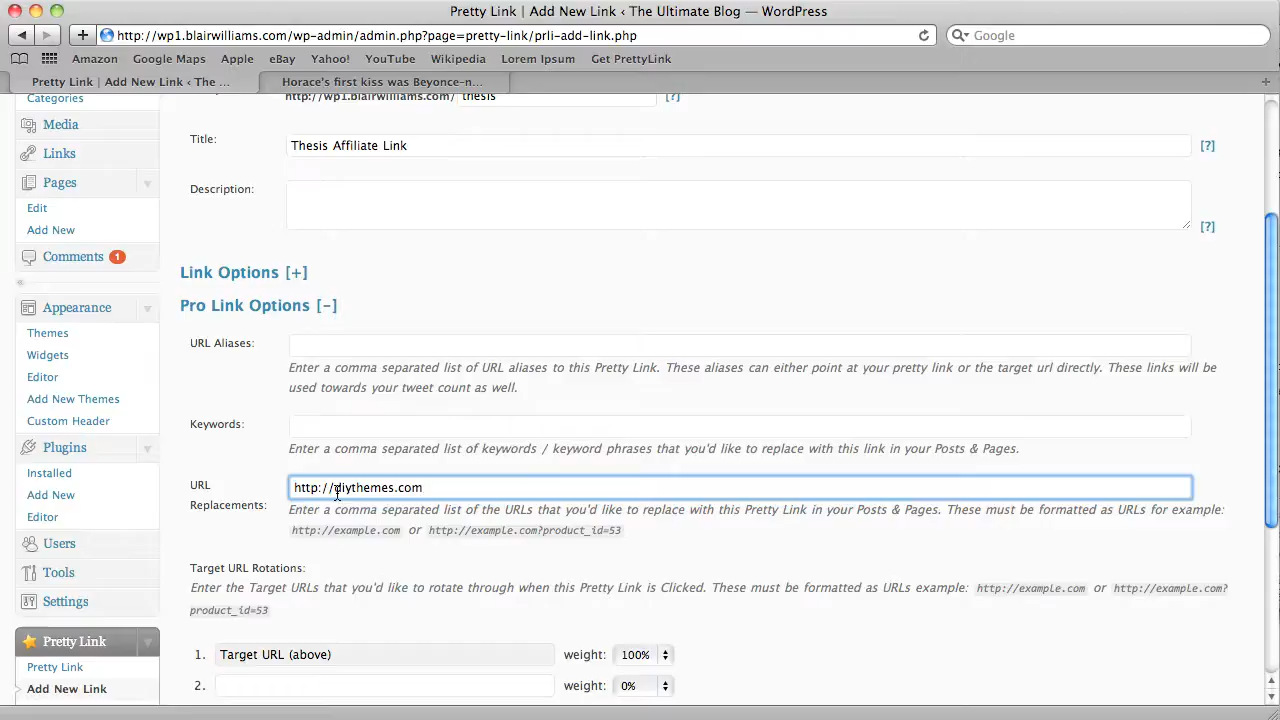 Pretty Link | Add New Link ‹ The Ultimate Blog — WordPress
http://wp1.blairwilliams.com/wp-admin/admin.php?page=pretty-link/prli-add-link.php
Google
Amazon Google Maps Apple eBay Yahoo! YouTube Wikipedia Lorem Ipsum Get PrettyLink
Pretty Link | Add New Link ‹ The ... Horace's first kiss was Beyonce-n...
Categories
Media
Links
Pages
Edit
Add New
Comments 1
Appearance
Themes
Widgets
Editor
Add New Themes
Custom Header
Plugins
Installed
Add New
Editor
Users
Tools
Settings
Pretty Link
Pretty Link
Add New Link
http://wp1.blairwilliams.com/ thesis [?]
Title: Thesis Affiliate Link [?]
Description: [?]
Link Options [+]
Pro Link Options [-]
URL Aliases:
Enter a comma separated list of URL aliases to this Pretty Link. These aliases can either point at your pretty link or the target url directly. These links will be
used towards your tweet count as well.
Keywords:
Enter a comma separated list of keywords / keyword phrases that you'd like to replace with this link in your Posts & Pages.
URL
Replacements:
http://diythemes.com
Enter a comma separated list of the URLs that you'd like to replace with this Pretty Link in your Posts & Pages. These must be formatted as URLs for example:
http://example.com or http://example.com?product_id=53
Target URL Rotations:
Enter the Target URLs that you'd like to rotate through when this Pretty Link is Clicked. These must be formatted as URLs example: http://example.com or http://example.com?
product_id=53
1. Target URL (above) weight: 100%
2. weight: 0%